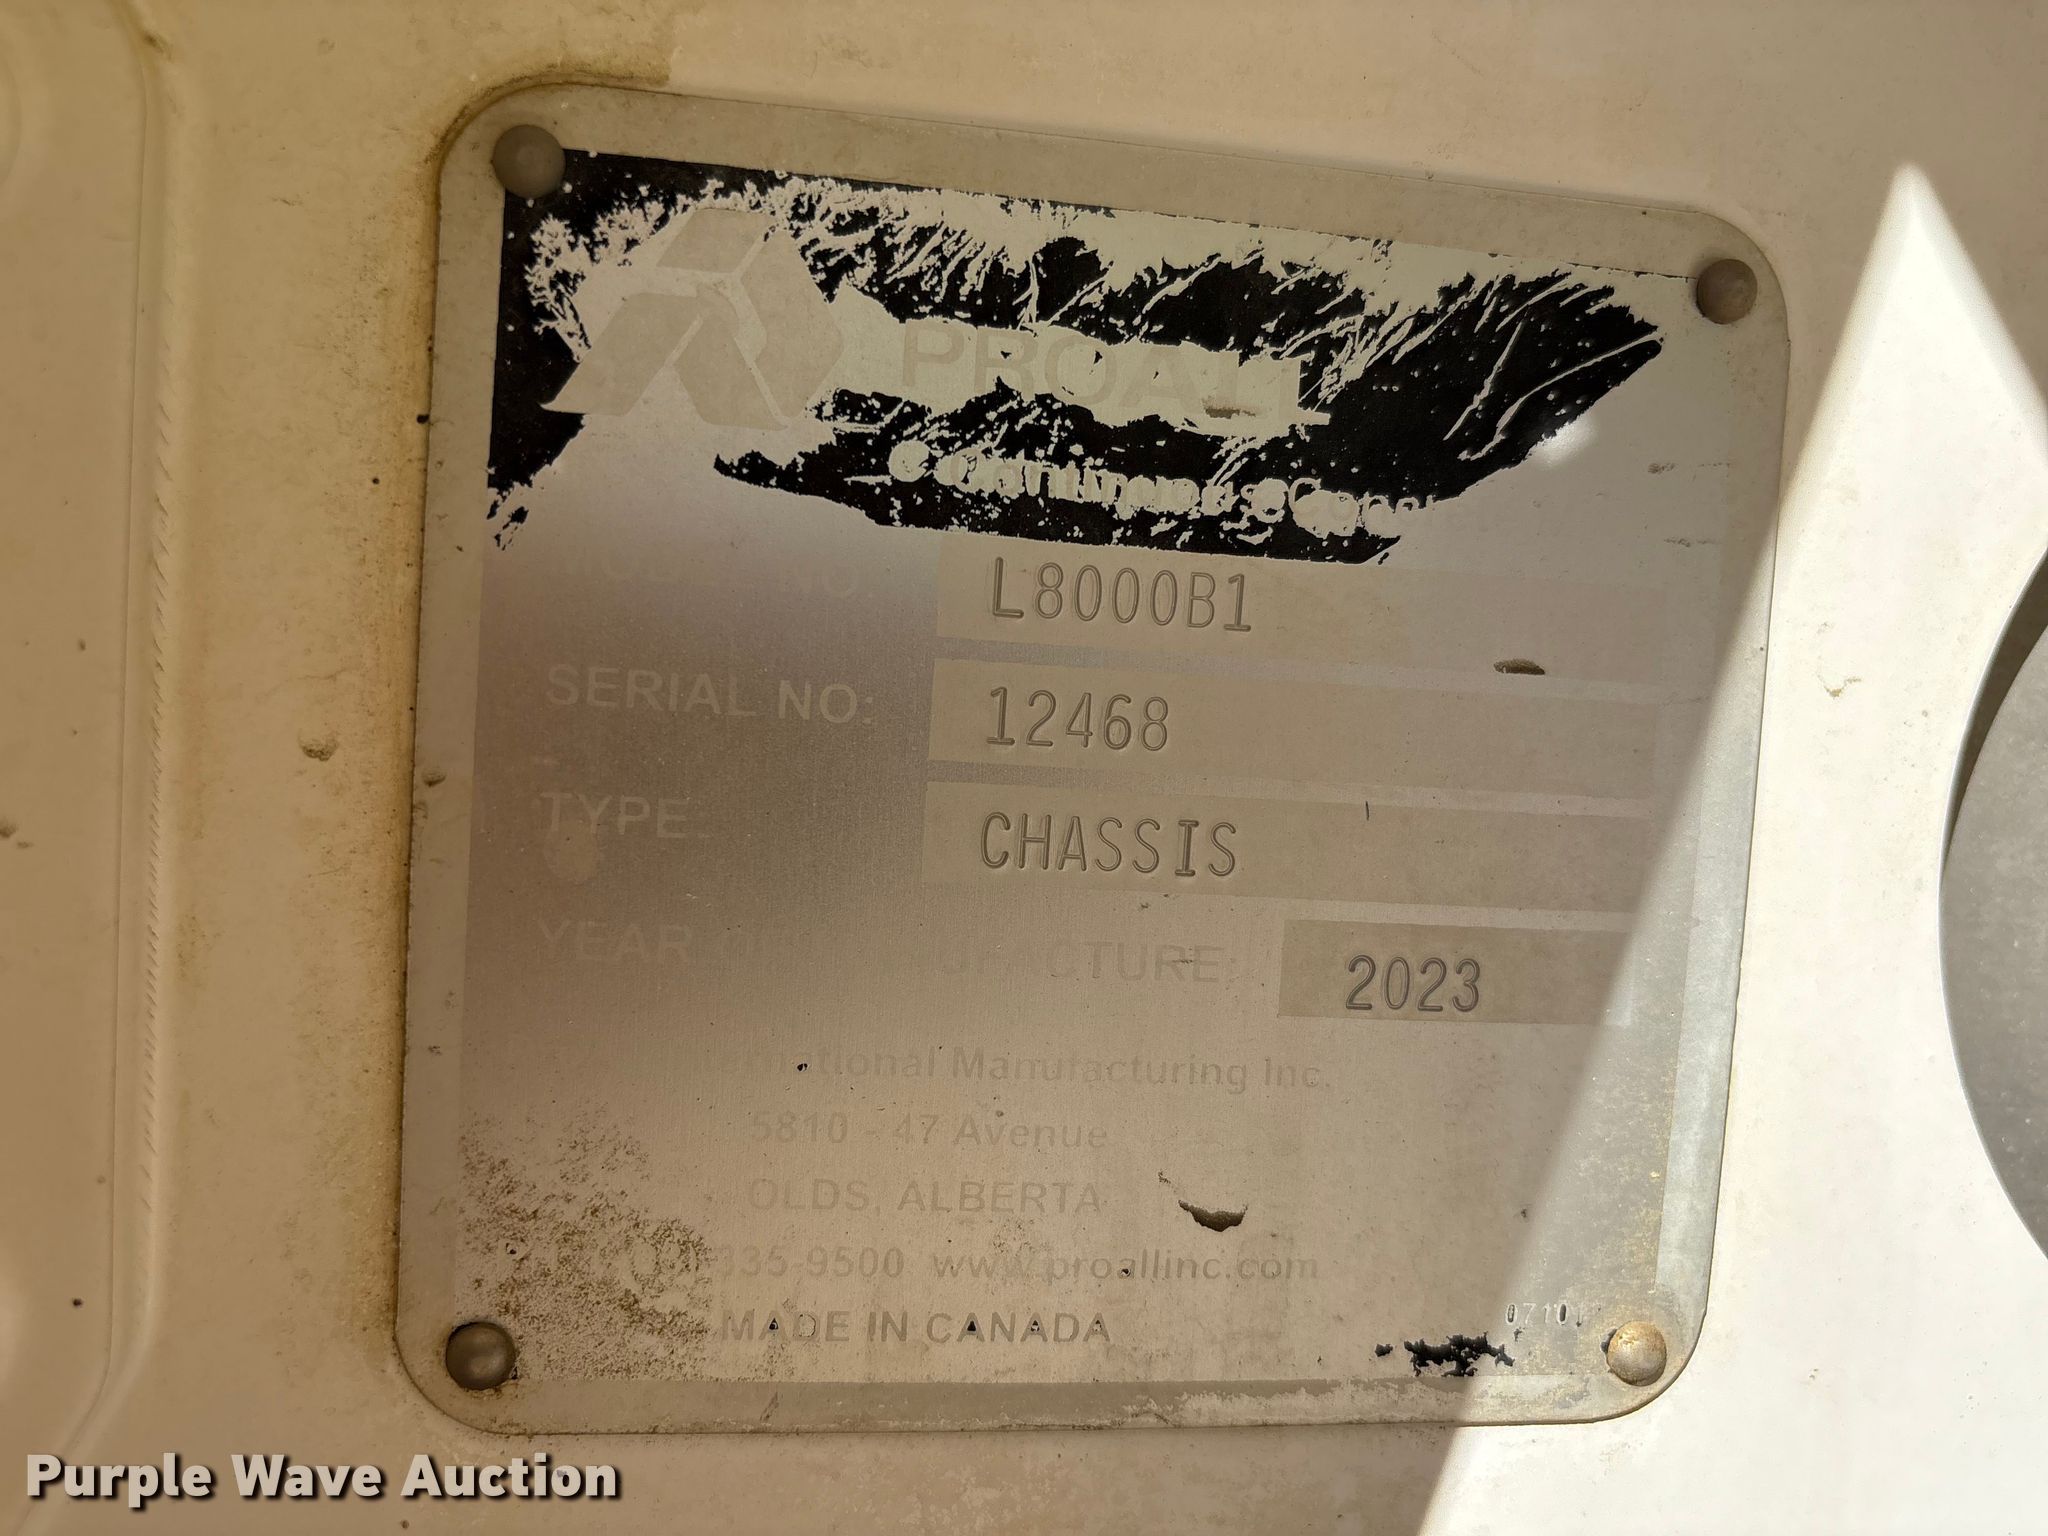 PROALL
L8000B1
SERIAL NO: 12468
TYPE CHASSIS
YEAR 2023
Manufacturing Inc.
5810 - 47 Avenue
OLDS, ALBERTA
335-9500 www.proallinc.com
MADE IN CANADA
Purple Wave Auction